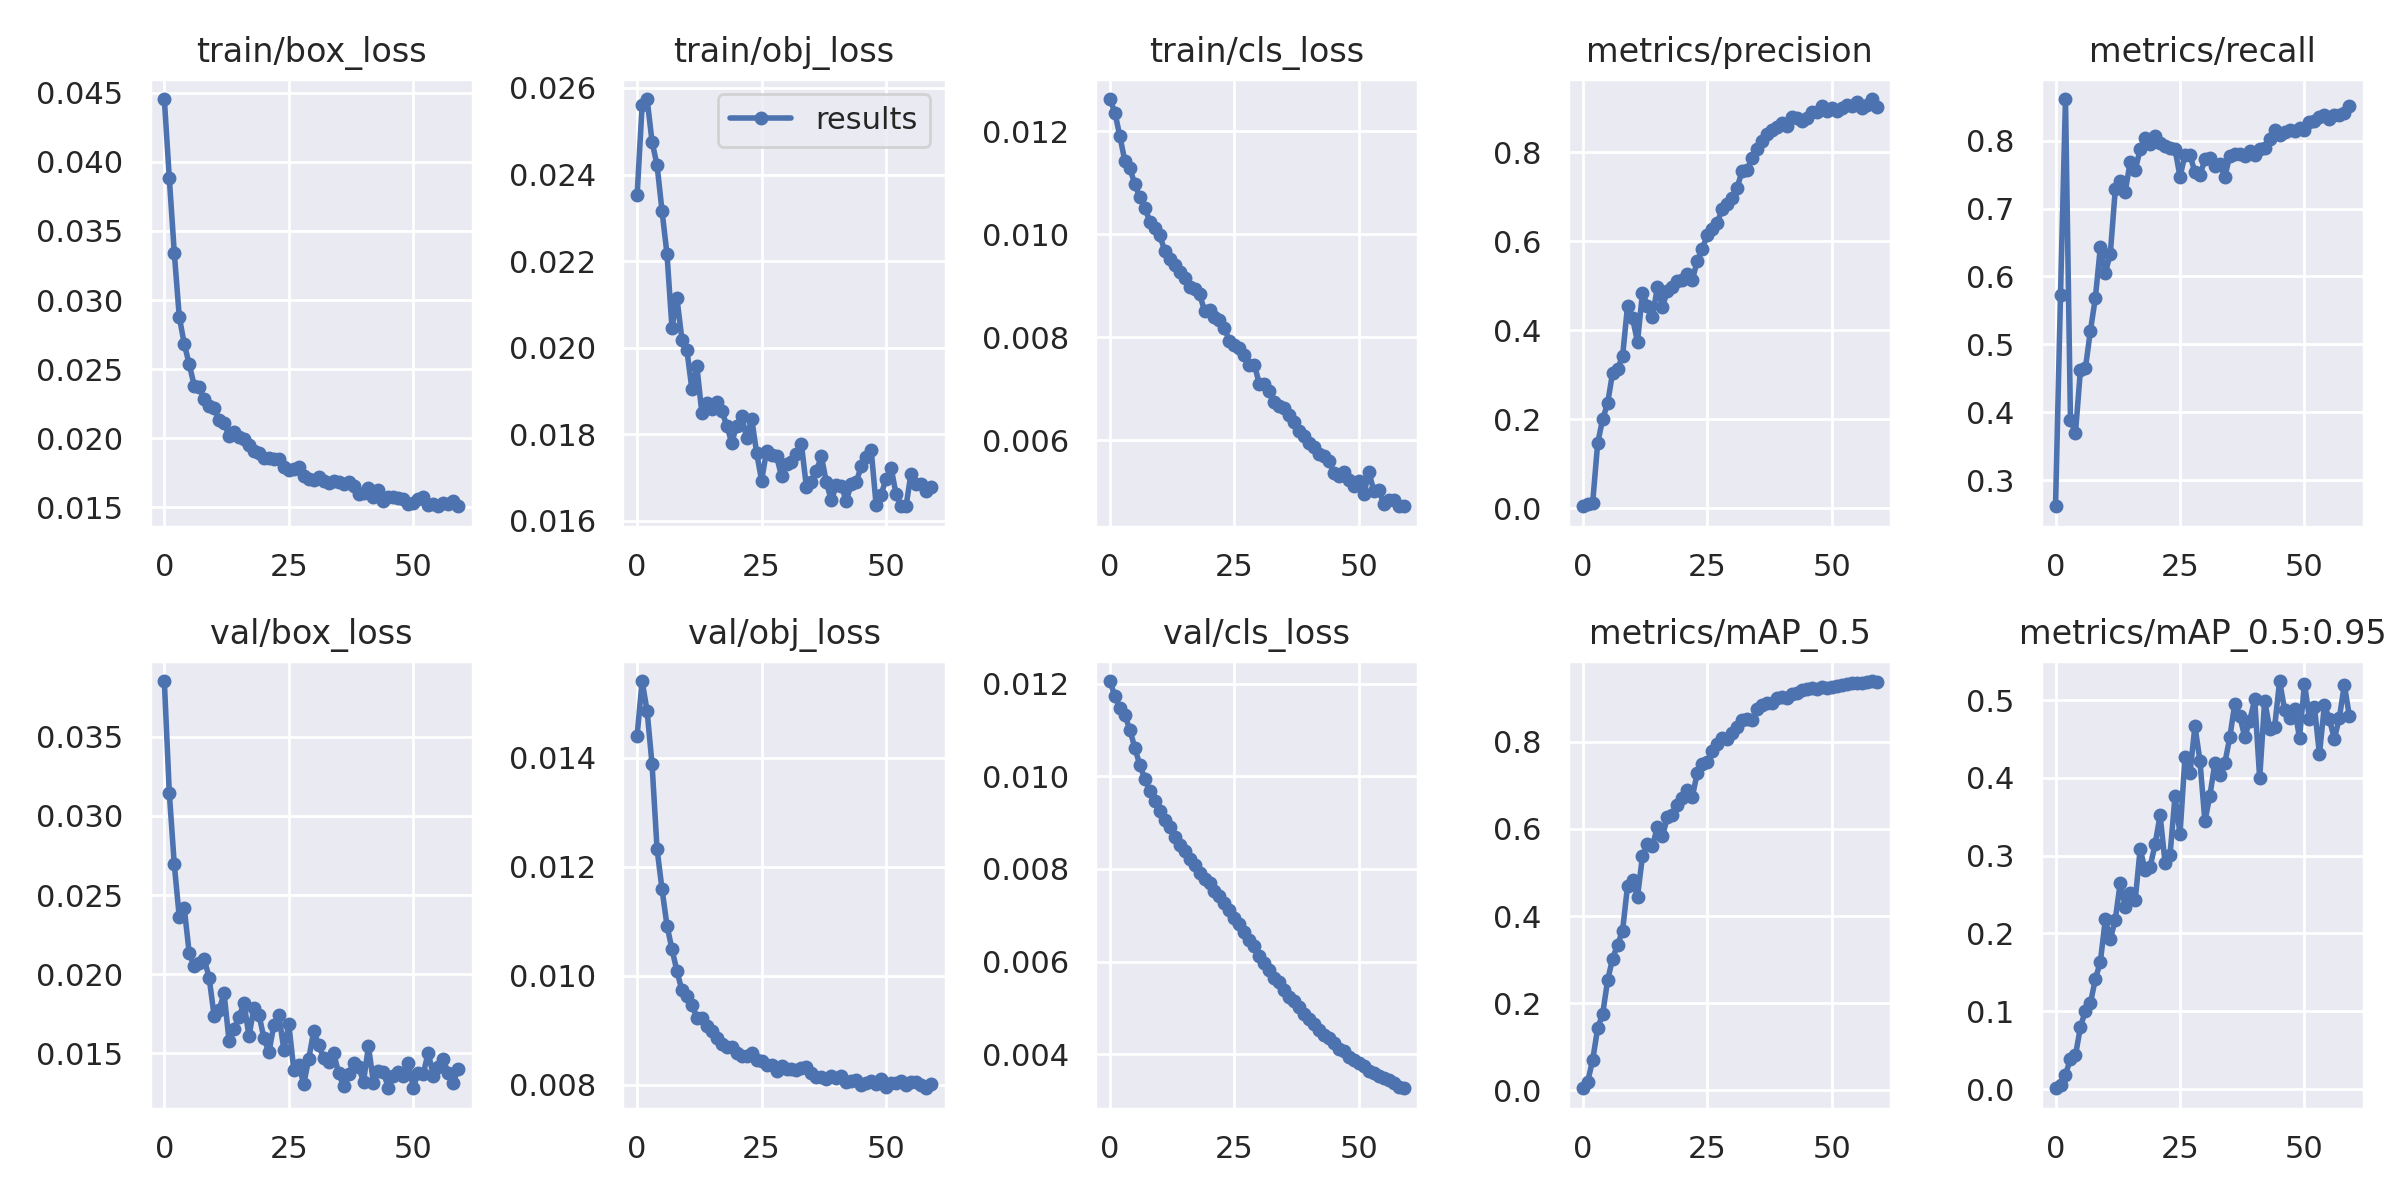 train/box_loss
0.045
0.040
0.035
0.030
0.025
0.020
0.015
0 25 50
train/obj_loss
results
0.026
0.024
0.022
0.020
0.018
0.016
0 25 50
train/cls_loss
0.012
0.010
0.008
0.006
0 25 50
metrics/precision
0.8
0.6
0.4
0.2
0.0
0 25 50
metrics/recall
0.8
0.7
0.6
0.5
0.4
0.3
0 25 50
val/box_loss
0.035
0.030
0.025
0.020
0.015
0 25 50
val/obj_loss
0.014
0.012
0.010
0.008
0 25 50
val/cls_loss
0.012
0.010
0.008
0.006
0.004
0 25 50
metrics/mAP_0.5
0.8
0.6
0.4
0.2
0.0
0 25 50
metrics/mAP_0.5:0.95
0.5
0.4
0.3
0.2
0.1
0.0
0 25 50